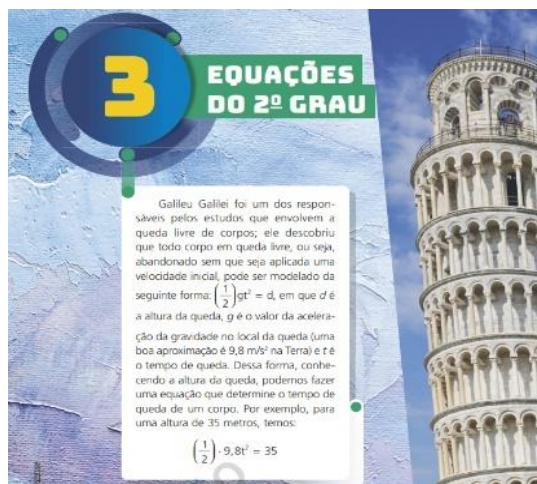 3
EQUAÇÕES
DO 2º GRAU
Galileu Galilei foi um dos respon-
sáveis pelos estudos que envolvem a
queda livre de corpos; ele descobriu
que todo corpo em queda livre, ou seja,
abandonado sem que seja aplicada uma
velocidade inicial, pode ser modelado da
seguinte forma: (1/2)gt² = d, em que d é
a altura da queda, g é o valor da acelera-
ção da gravidade no local da queda (uma
boa aproximação é 9,8 m/s² na Terra) e t é
o tempo de queda. Dessa forma, conhe-
cendo a altura da queda, podemos fazer
uma equação que determine o tempo de
queda de um corpo. Por exemplo, para
uma altura de 35 metros, temos:
(1/2) · 9,8t² = 35